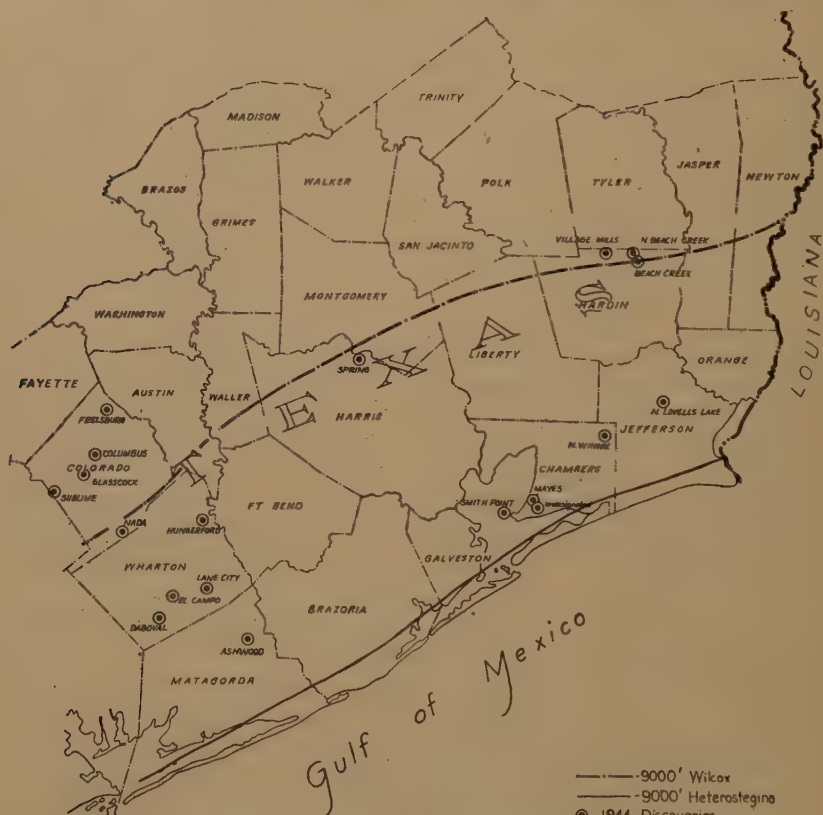 TRINITY
MADISON
BRAZOS
GRIMES
WALKER
POLK
TYLER
JASPER
NEWTON
SAN JACINTO
VILLAGE MILLS
N BEACH CREEK
BEACH CREEK
MONTGOMERY
WASHINGTON
HARDIN
LOUISIANA
TEXAS
LIBERTY
ORANGE
SPRING
FAYETTE
AUSTIN
WALLER
HARRIS
N. LOVELLS LAKE
JEFFERSON
COLUMBUS
COLORADO
GLASSCOCK
N. WINNIE
CHAMBERS
SUBLIME
MAYES
SMITH POINT
NADA
HUNGERFORD
FT BEND
WHARTON
GALVESTON
LANE CITY
EL CAMPO
BRAZORIA
DABOVAL
ASHWOOD
MATAGORDA
Gulf of Mexico
-9000' Wilcox
-9000' Heterostegina
1944 Discoveries